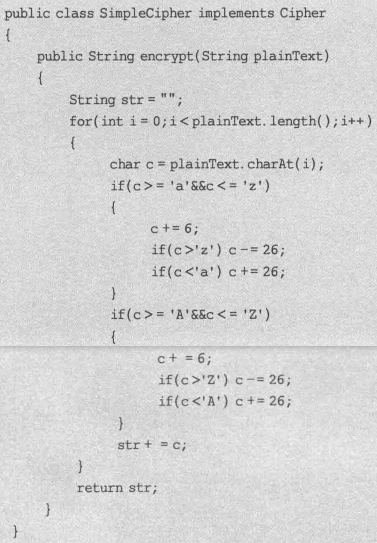 public class SimpleCipher implements Cipher
{
    public String encrypt(String plainText)
    {
        String str = "";
        for(int i = 0;i< plainText.length();i++)
        {
            char c = plainText.charAt(i);
            if(c> = 'a'&&c< = 'z')
            {
                c += 6;
                if(c>'z') c -= 26;
                if(c<'a') c += 26;
            }
            if(c> = 'A'&&c< = 'Z')
            {
                c + = 6;
                if(c>'Z') c -= 26;
                if(c<'A') c += 26;
            }
            str + = c;
        }
        return str;
    }
}